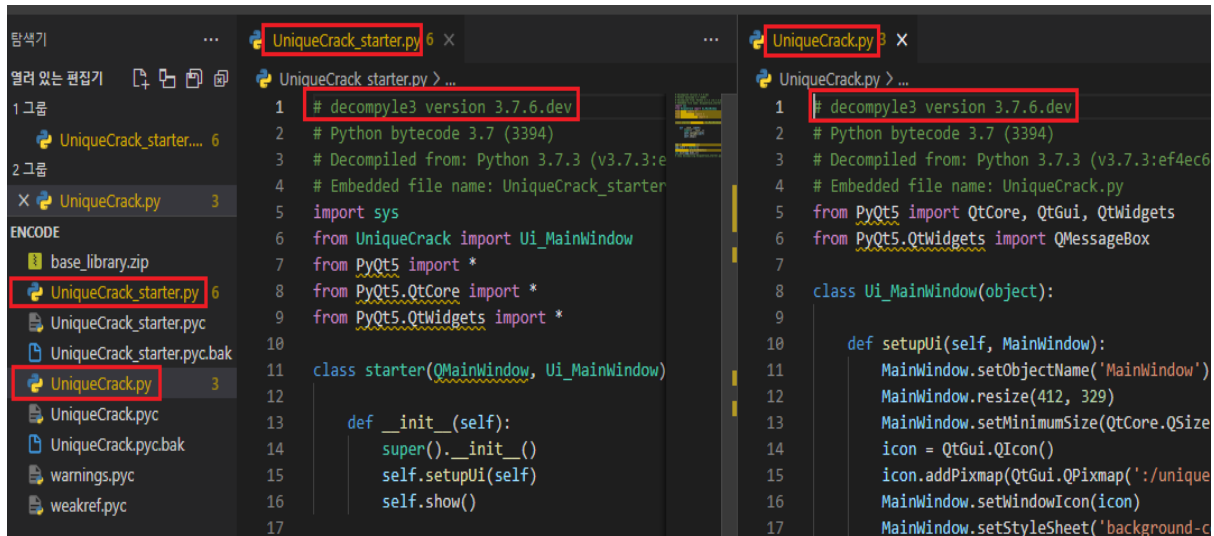 탐색기 ...
열려 있는 편집기
1 그룹
UniqueCrack_starter.... 6
2 그룹
UniqueCrack.py 3
ENCODE
base_library.zip
UniqueCrack_starter.py 6
UniqueCrack_starter.pyc
UniqueCrack_starter.pyc.bak
UniqueCrack.py 3
UniqueCrack.pyc
UniqueCrack.pyc.bak
warnings.pyc
weakref.pyc
UniqueCrack_starter.py 6 ...
UniqueCrack_starter.py > ...
1 # decompyle3 version 3.7.6.dev
2 # Python bytecode 3.7 (3394)
3 # Decompiled from: Python 3.7.3 (v3.7.3:e
4 # Embedded file name: UniqueCrack_starter
5 import sys
6 from UniqueCrack import Ui_MainWindow
7 from PyQt5 import *
8 from PyQt5.QtCore import *
9 from PyQt5.QtWidgets import *
10
11 class starter(QMainWindow, Ui_MainWindow)
12
13 def __init__(self):
14 super().__init__()
15 self.setupUi(self)
16 self.show()
17
UniqueCrack.py 3
UniqueCrack.py > ...
1 # decompyle3 version 3.7.6.dev
2 # Python bytecode 3.7 (3394)
3 # Decompiled from: Python 3.7.3 (v3.7.3:ef4ec6
4 # Embedded file name: UniqueCrack.py
5 from PyQt5 import QtCore, QtGui, QtWidgets
6 from PyQt5.QtWidgets import QMessageBox
7
8 class Ui_MainWindow(object):
9
10 def setupUi(self, MainWindow):
11 MainWindow.setObjectName('MainWindow')
12 MainWindow.resize(412, 329)
13 MainWindow.setMinimumSize(QtCore.QSize
14 icon = QtGui.QIcon()
15 icon.addPixmap(QtGui.QPixmap(':/unique
16 MainWindow.setWindowIcon(icon)
17 MainWindow.setStyleSheet('background-c